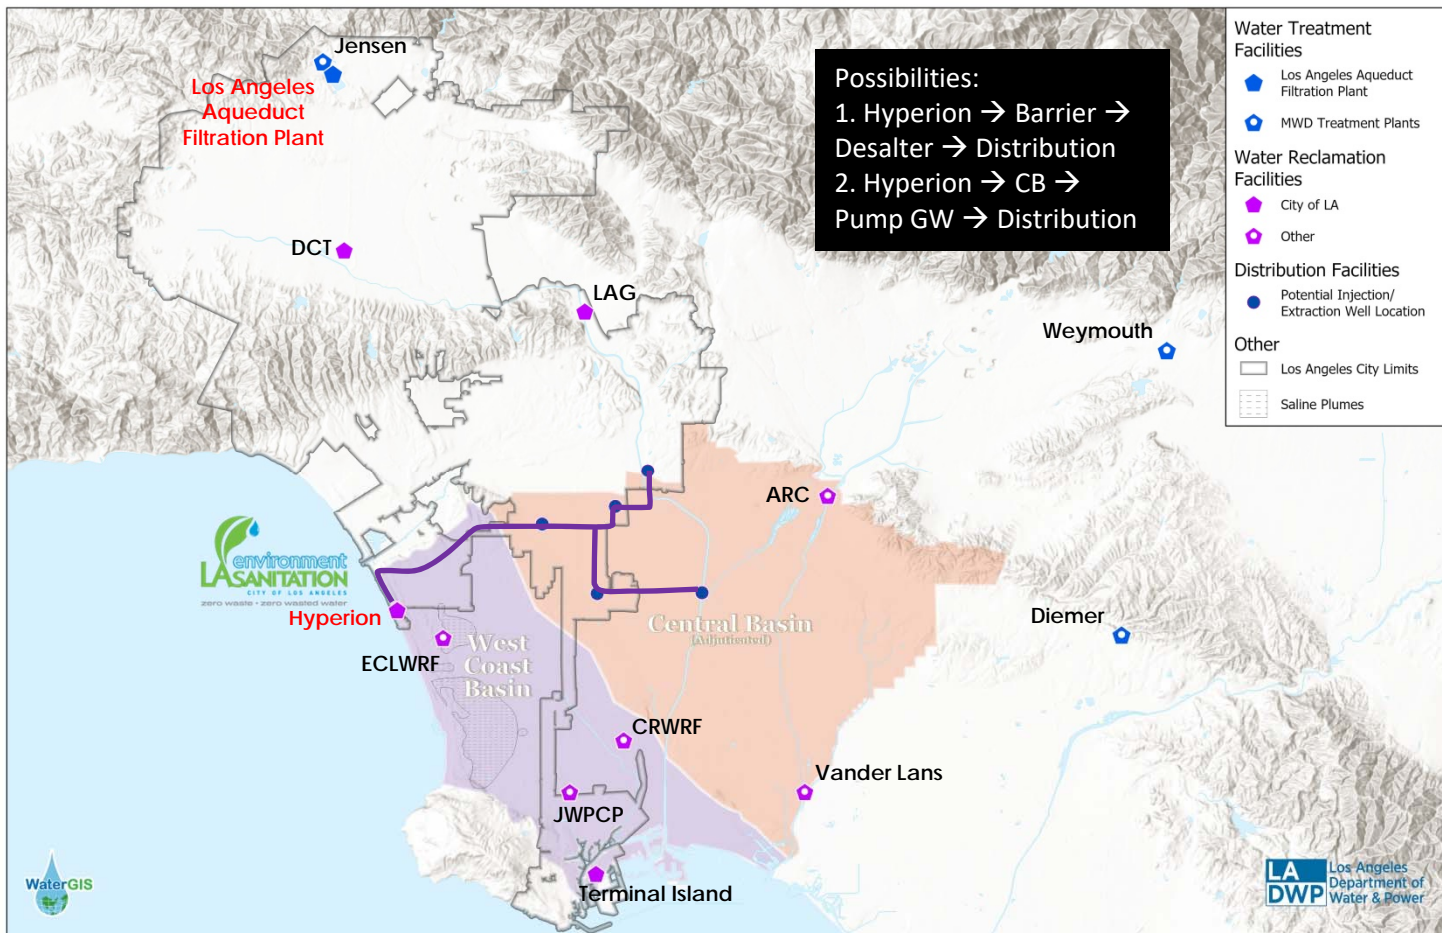 Jensen
Los Angeles
Aqueduct
Filtration Plant
Possibilities:
1. Hyperion → Barrier →
Desalter → Distribution
2. Hyperion → CB →
Pump GW → Distribution
Water Treatment
Facilities
Los Angeles Aqueduct
Filtration Plant
MWD Treatment Plants
Water Reclamation
Facilities
City of LA
Other
Distribution Facilities
Potential Injection/
Extraction Well Location
Other
Los Angeles City Limits
Saline Plumes
DCT
LAG
Weymouth
ARC
environment
LA SANITATION
CITY OF LOS ANGELES
zero waste • zero wasted water
Hyperion
ECLWRF
West
Coast
Basin
Central Basin
(Adjudicated)
Diemer
CRWRF
Vander Lans
JWPCP
Terminal Island
WaterGIS
LA
DWP
Los Angeles
Department of
Water & Power